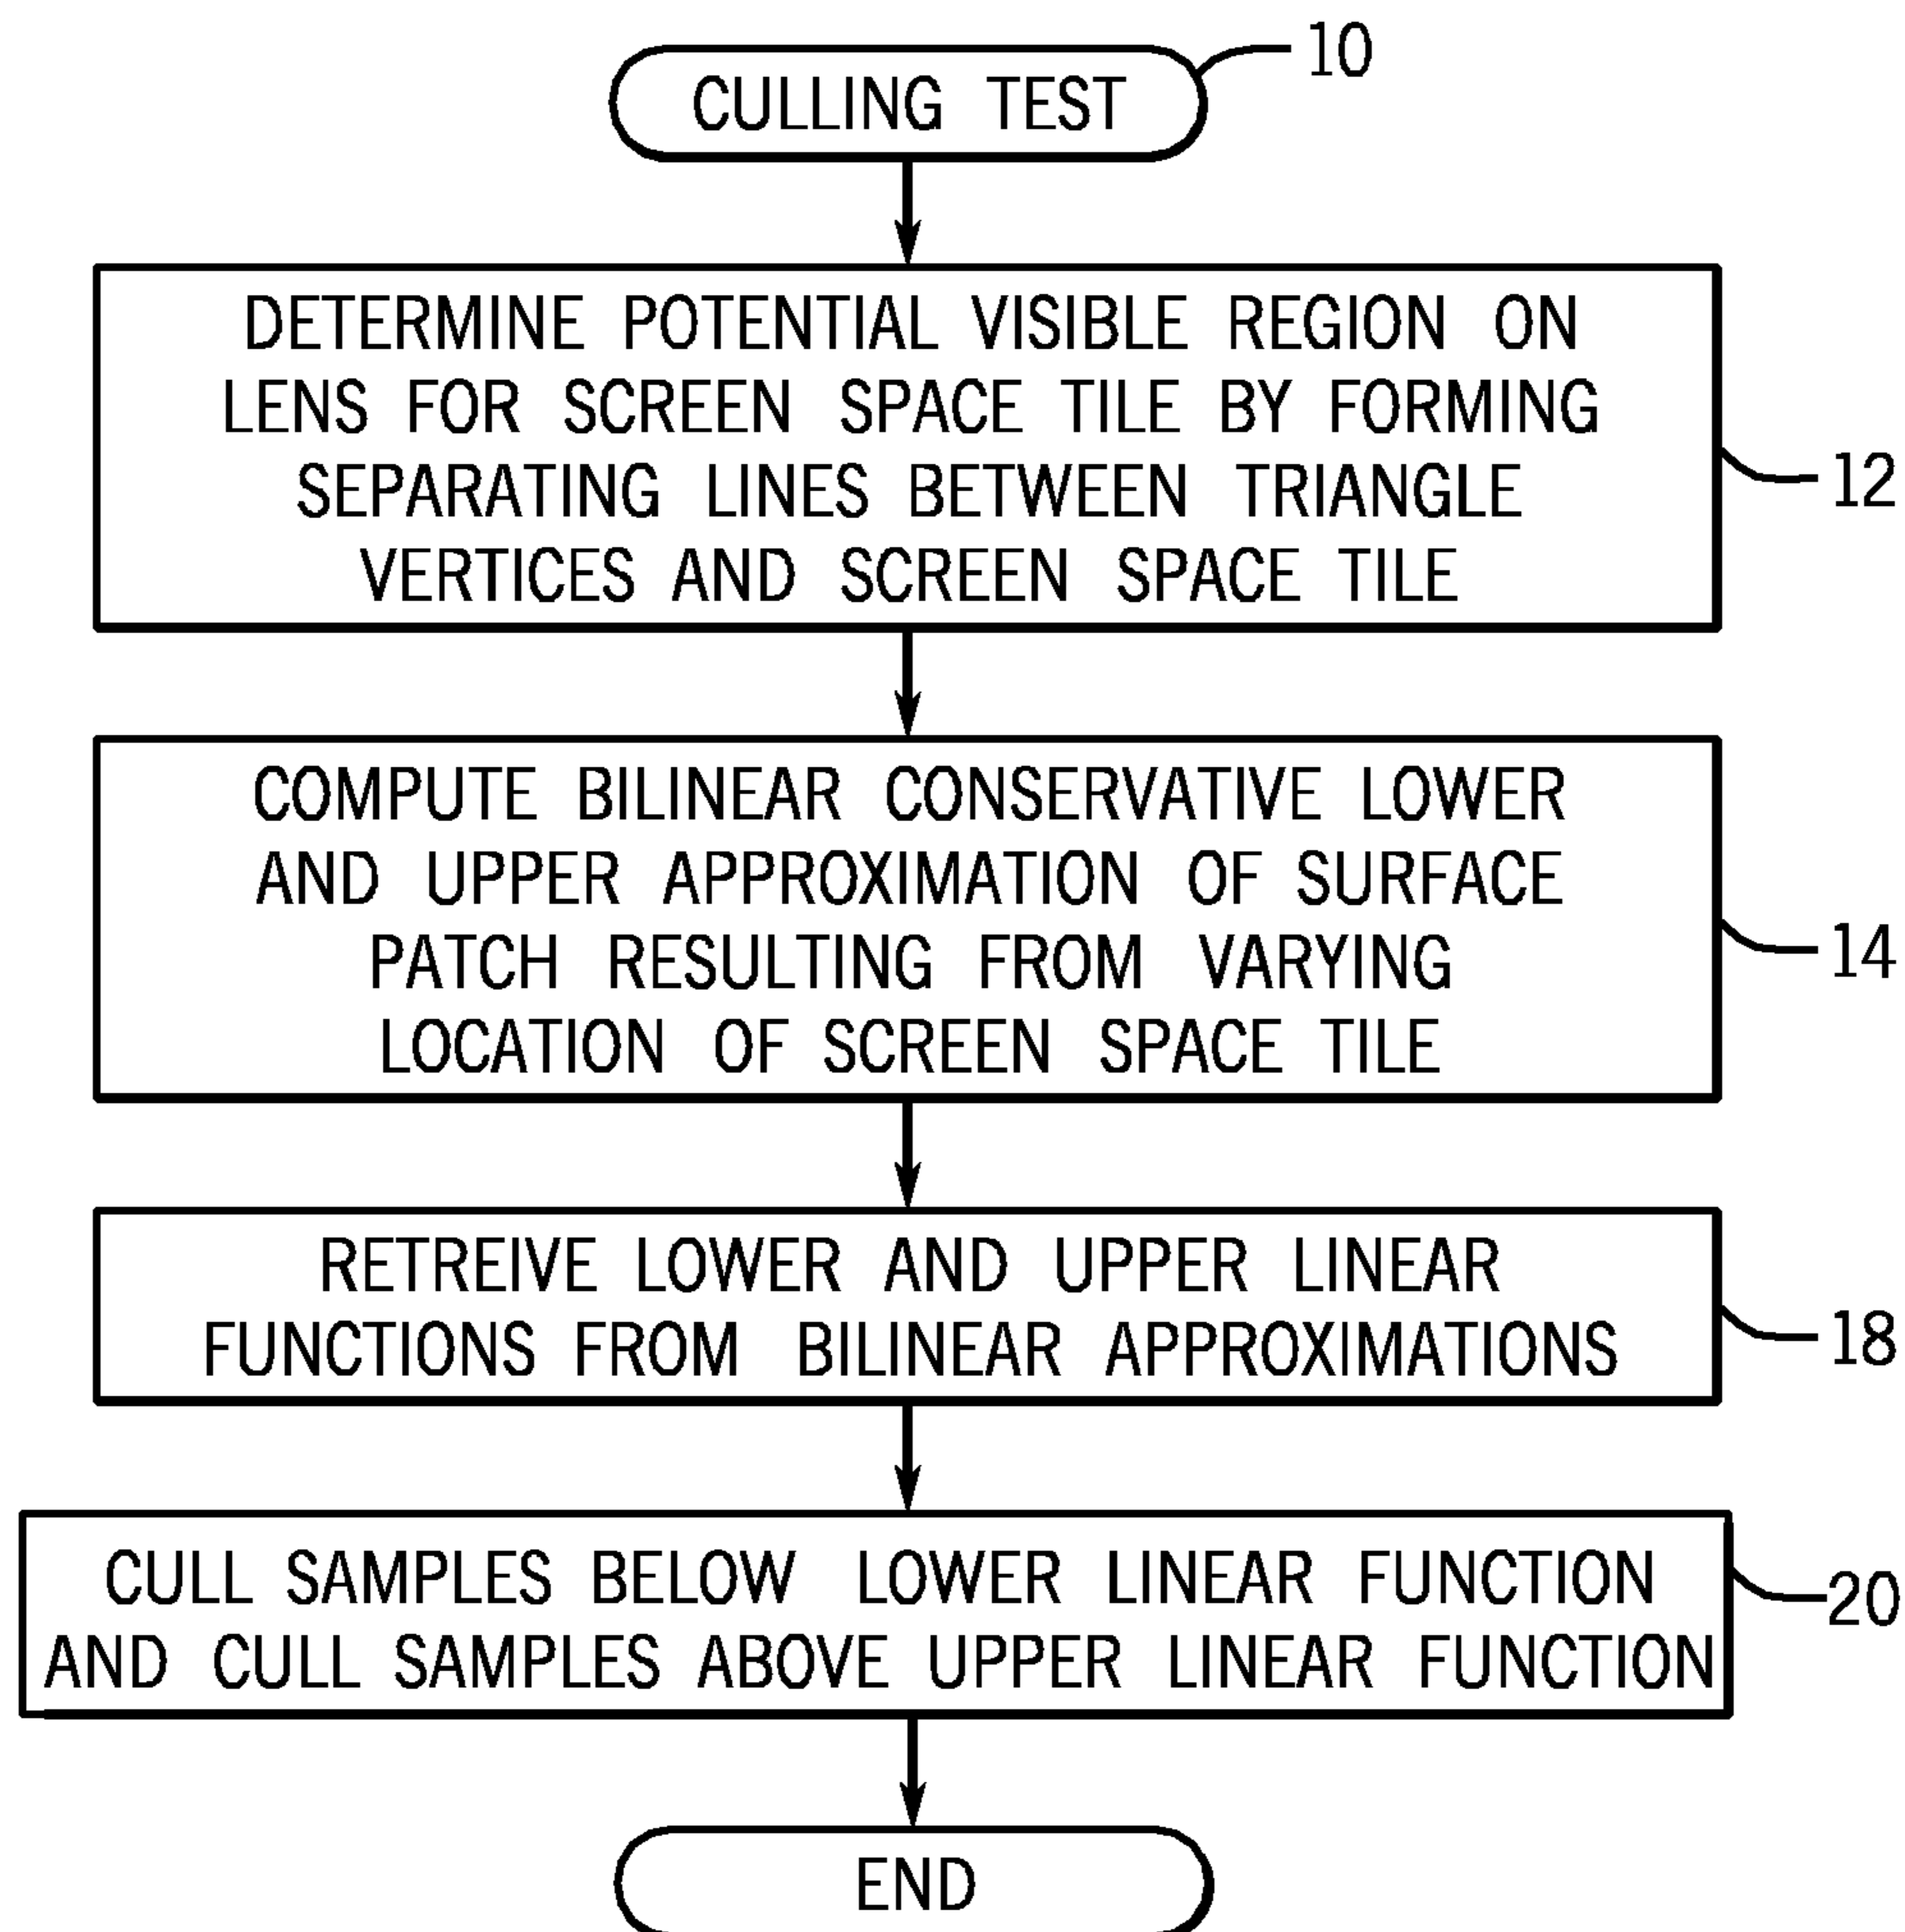 CULLING TEST
10
DETERMINE POTENTIAL VISIBLE REGION ON
LENS FOR SCREEN SPACE TILE BY FORMING
SEPARATING LINES BETWEEN TRIANGLE
VERTICES AND SCREEN SPACE TILE
12
COMPUTE BILINEAR CONSERVATIVE LOWER
AND UPPER APPROXIMATION OF SURFACE
PATCH RESULTING FROM VARYING
LOCATION OF SCREEN SPACE TILE
14
RETREIVE LOWER AND UPPER LINEAR
FUNCTIONS FROM BILINEAR APPROXIMATIONS
18
CULL SAMPLES BELOW LOWER LINEAR FUNCTION
AND CULL SAMPLES ABOVE UPPER LINEAR FUNCTION
20
END